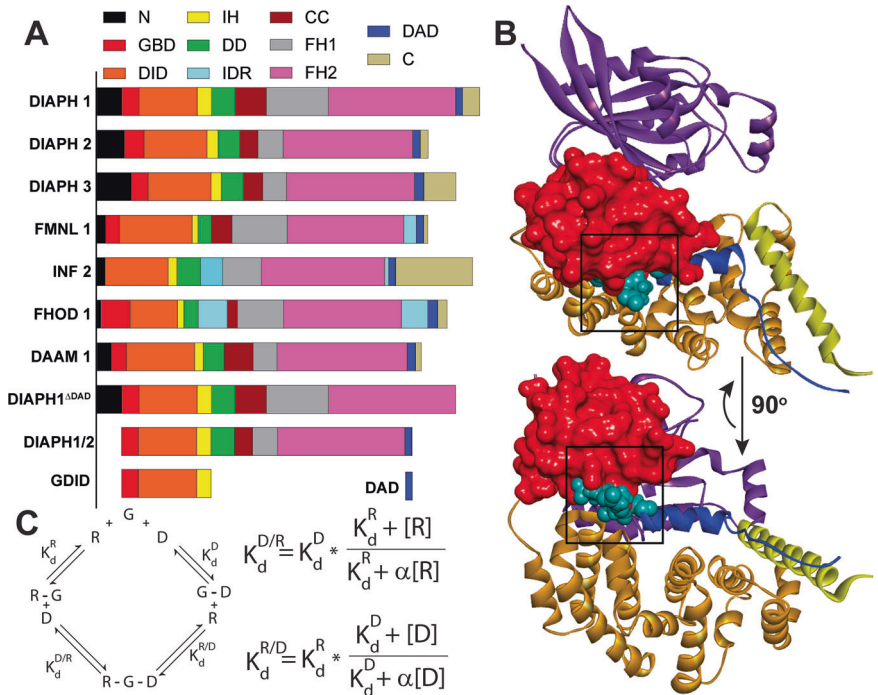 A
N
GBD
DID
IH
DD
IDR
CC
FH1
FH2
DAD
C
DIAPH 1
DIAPH 2
DIAPH 3
FMNL 1
INF 2
FHOD 1
DAAM 1
DIAPH1ΔDAD
DIAPH1/2
GDID
DAD
B
90°
C
G
R + + D
K_d^R
K_d^D
R - G
G - D
+
+
D
R
K_d^D/R
K_d^R/D
R - G - D
K_d^D/R = K_d^D * (K_d^R + [R]) / (K_d^R + α[R])
K_d^R/D = K_d^R * (K_d^D + [D]) / (K_d^D + α[D])